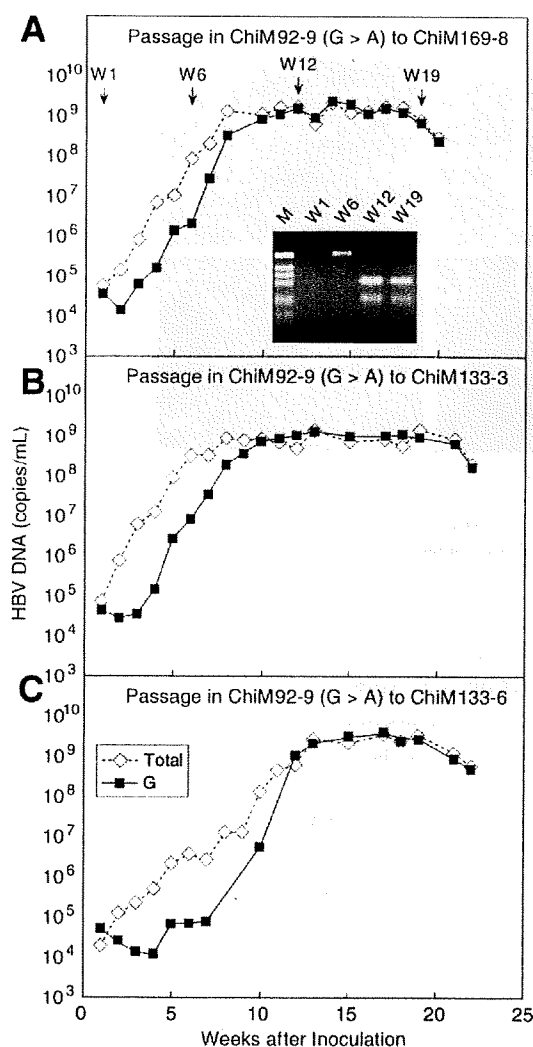 A
Passage in ChiM92-9 (G > A) to ChiM169-8
W1
W6
W12
W19
10^10
10^9
10^8
10^7
10^6
10^5
10^4
10^3
M
W1
W6
W12
W19
B
Passage in ChiM92-9 (G > A) to ChiM133-3
10^10
10^9
10^8
10^7
10^6
10^5
10^4
10^3
HBV DNA (copies/mL)
C
Passage in ChiM92-9 (G > A) to ChiM133-6
10^10
10^9
10^8
10^7
10^6
10^5
10^4
10^3
Total
G
0
5
10
15
20
25
Weeks after Inoculation